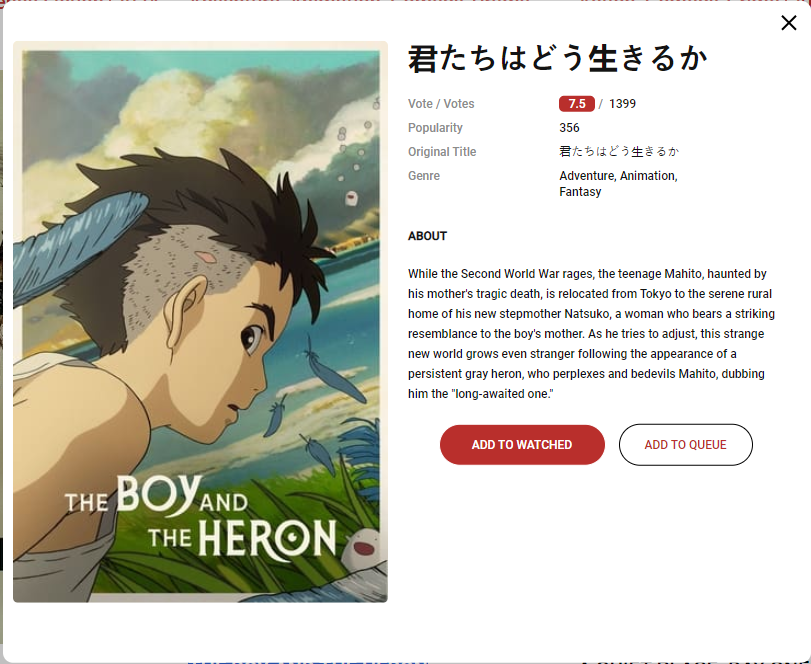 君たちはどう生きるか
Vote / Votes 7.5 / 1399
Popularity 356
Original Title 君たちはどう生きるか
Genre Adventure, Animation,
Fantasy
ABOUT
While the Second World War rages, the teenage Mahito, haunted by
his mother's tragic death, is relocated from Tokyo to the serene rural
home of his new stepmother Natsuko, a woman who bears a striking
resemblance to the boy's mother. As he tries to adjust, this strange
new world grows even stranger following the appearance of a
persistent gray heron, who perplexes and bedevils Mahito, dubbing
him the "long-awaited one."
ADD TO WATCHED ADD TO QUEUE
THE BOY AND
THE HERON